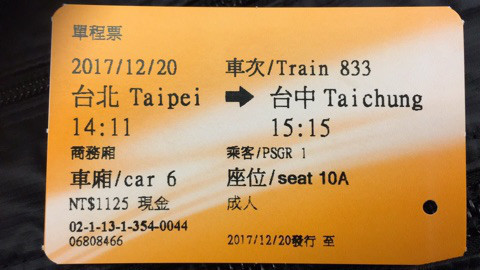 單程票
2017/12/20 車次/Train 833
台北 Taipei → 台中 Taichung
14:11 15:15
商務廂 乘客/PSGR 1
車廂/car 6 座位/seat 10A
NT$1125 現金 成人
02-1-13-1-354-0044
06808466 2017/12/20發行 至